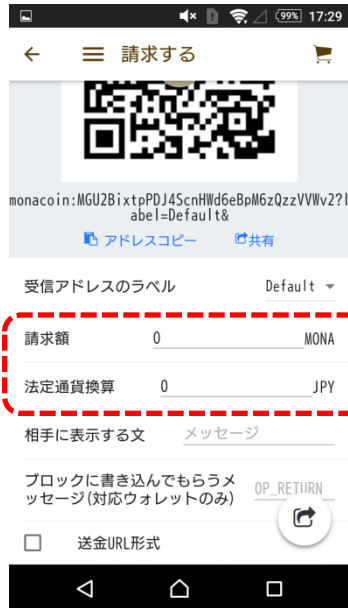 99% 17:29
請求する
monacoin:MGU2BixtpPDJ4ScnHWd6eBpM6zQzzVVWv2?l
abel=Default&
アドレスコピー 共有
受信アドレスのラベル Default
請求額 0 MONA
法定通貨換算 0 JPY
相手に表示する文 メッセージ
ブロックに書き込んでもらうメ
ッセージ(対応ウォレットのみ) OP_RETURN
送金URL形式